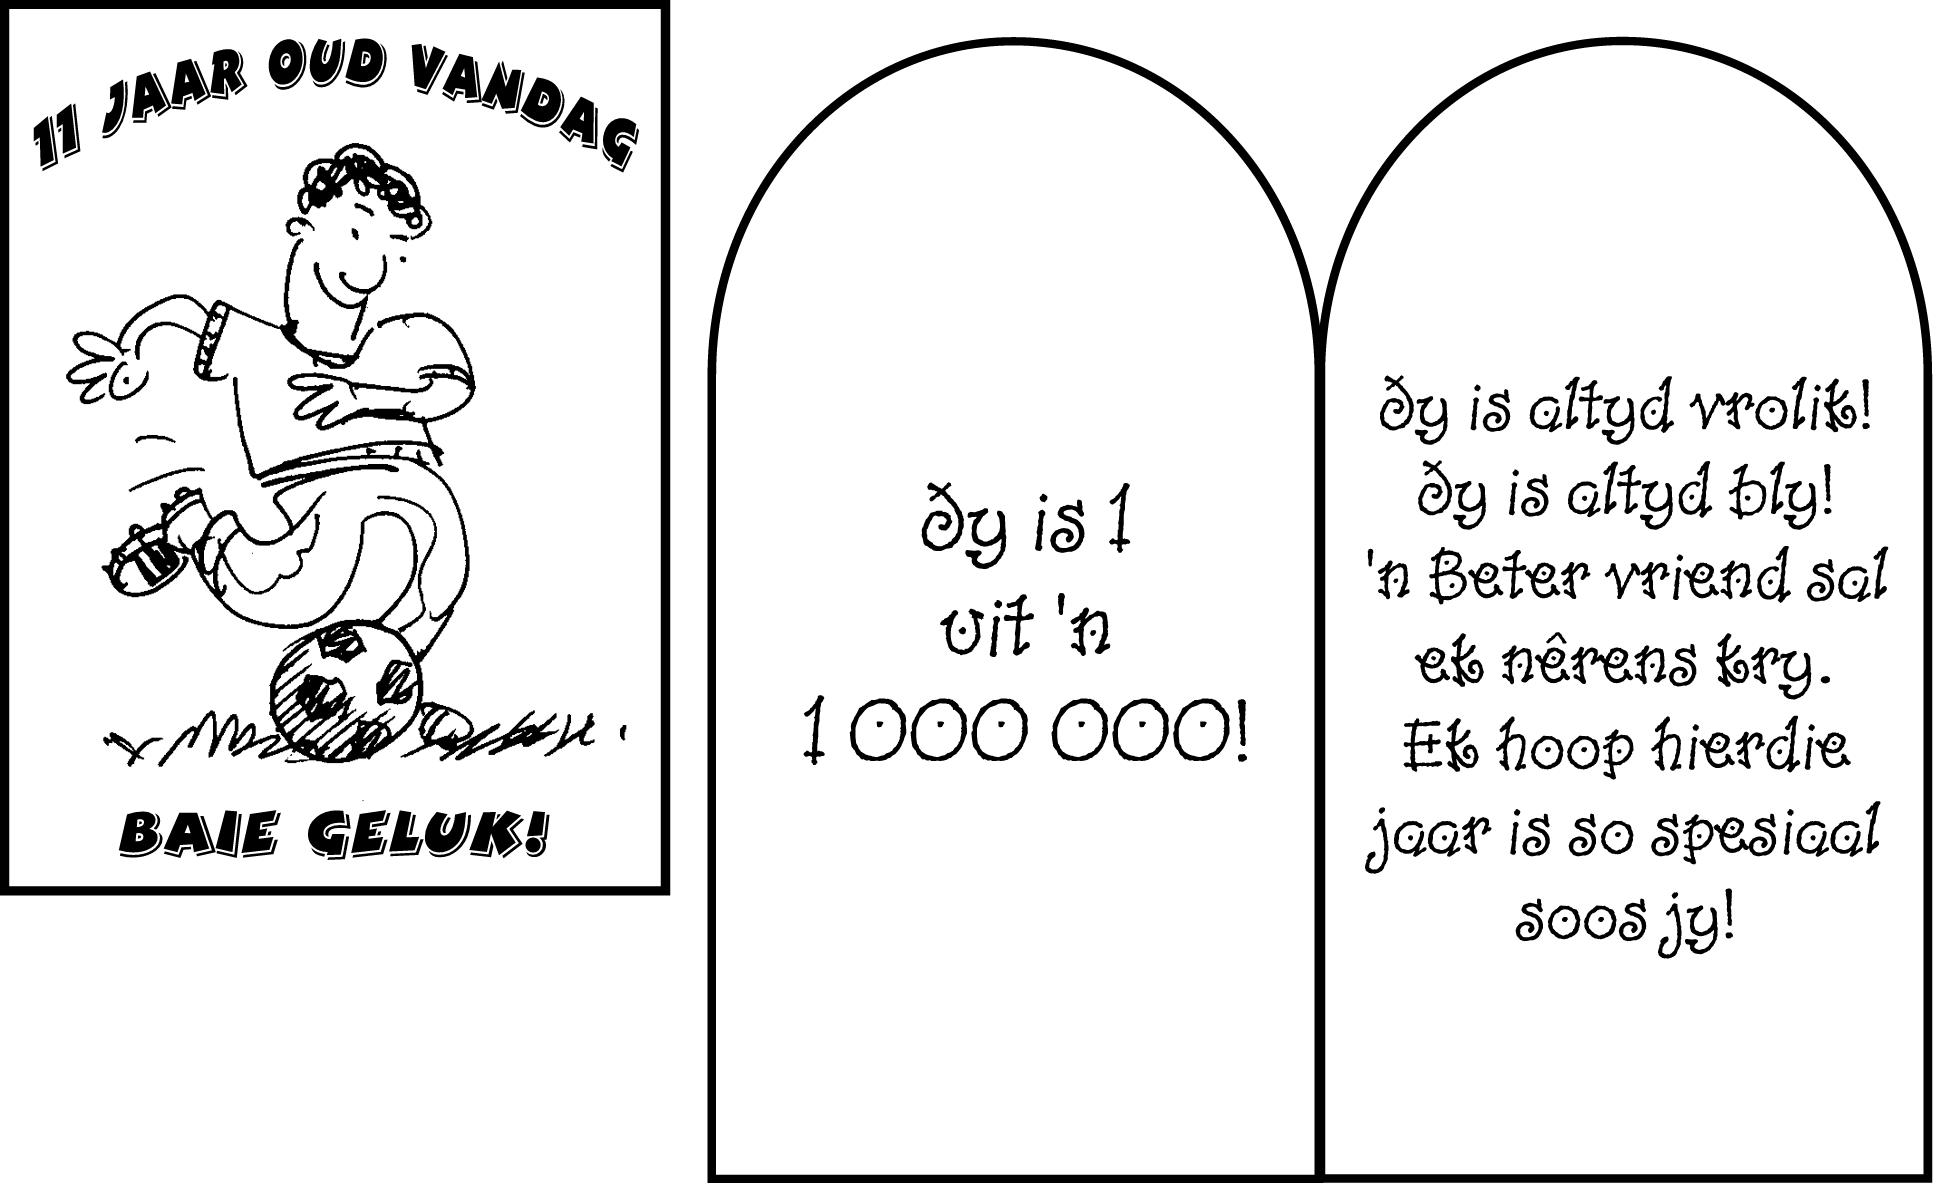 11 JAAR OUD VANDAG
BAIE GELUK!
Jy is 1
uit 'n
1 000 000!
Jy is altyd vrolik!
Jy is altyd bly!
'n Beter vriend sal
ek nêrens kry.
Ek hoop hierdie
jaar is so spesiaal
soos jy!